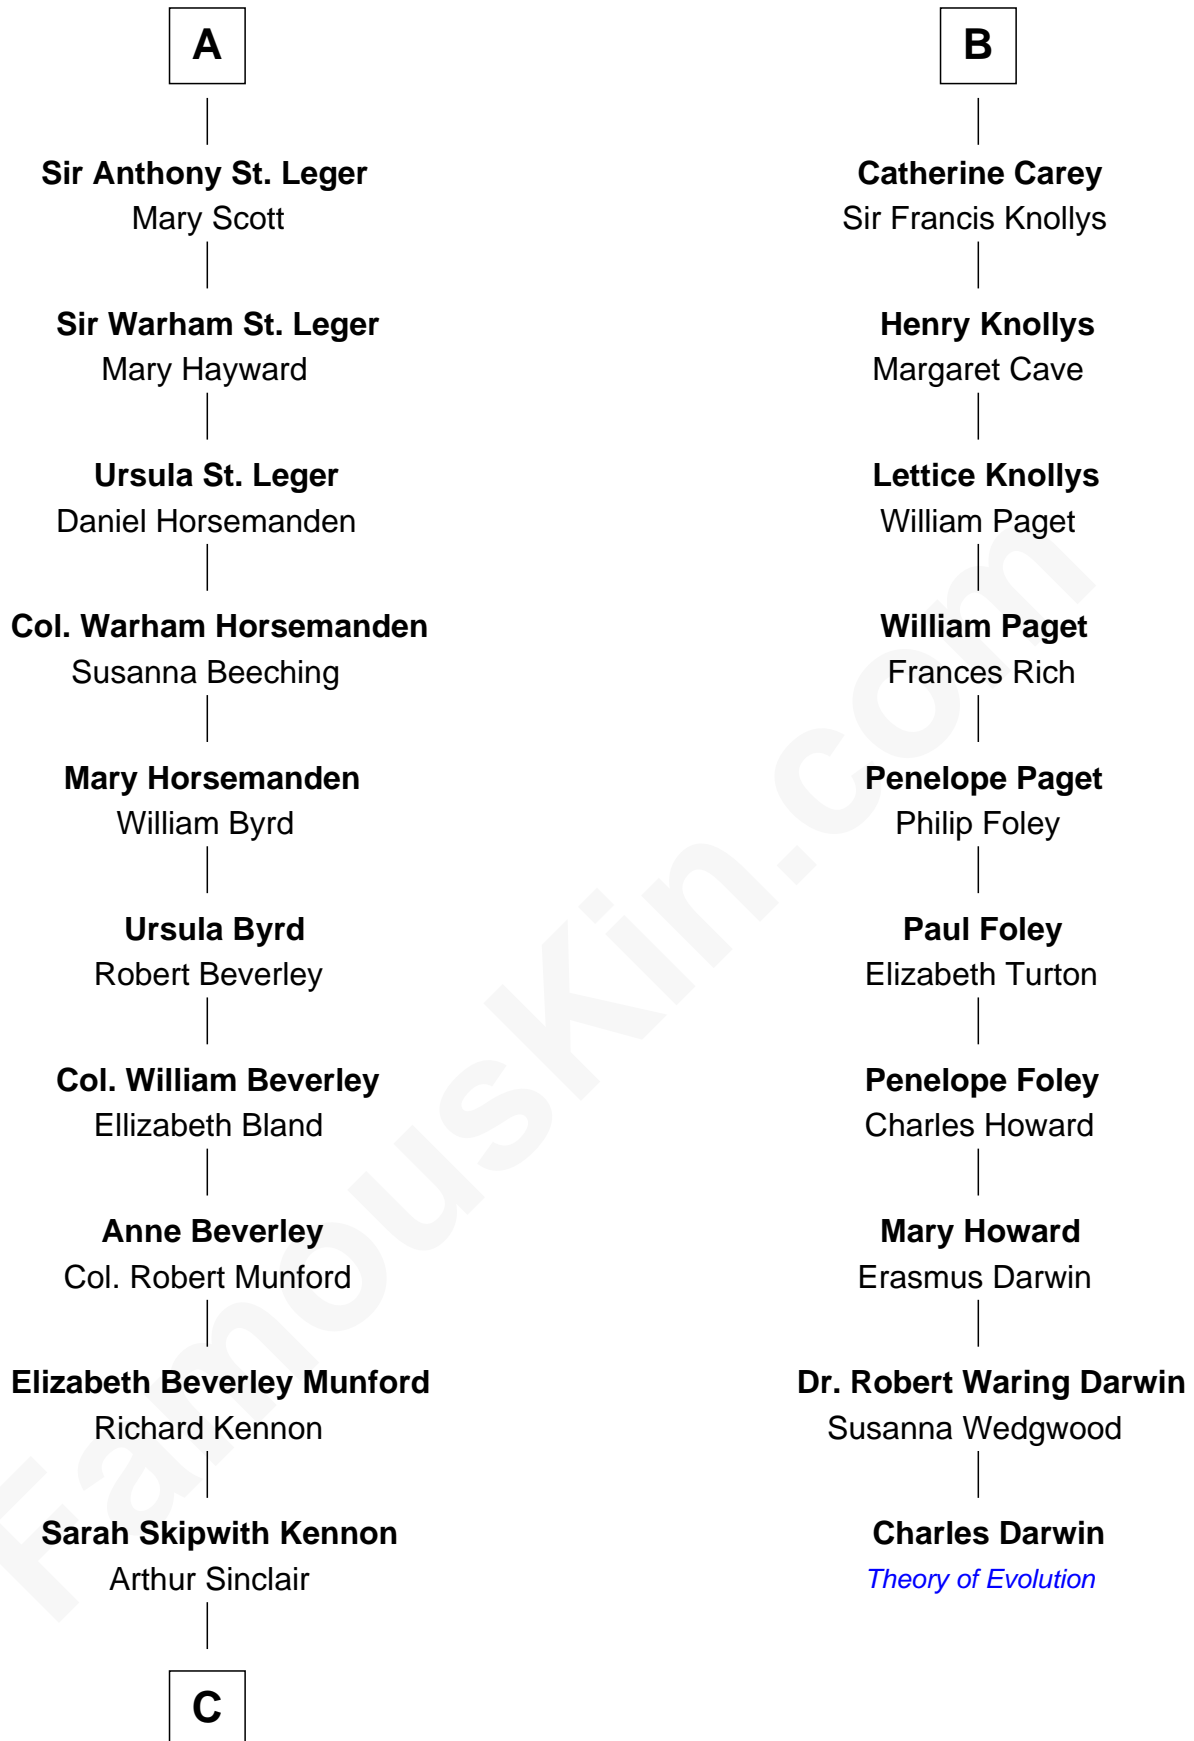 A
Sir Anthony St. Leger
Mary Scott
Sir Warham St. Leger
Mary Hayward
Ursula St. Leger
Daniel Horsemanden
Col. Warham Horsemanden
Susanna Beeching
Mary Horsemanden
William Byrd
Ursula Byrd
Robert Beverley
Col. William Beverley
Ellizabeth Bland
Anne Beverley
Col. Robert Munford
Elizabeth Beverley Munford
Richard Kennon
Sarah Skipwith Kennon
Arthur Sinclair
C
B
Catherine Carey
Sir Francis Knollys
Henry Knollys
Margaret Cave
Lettice Knollys
William Paget
William Paget
Frances Rich
Penelope Paget
Philip Foley
Paul Foley
Elizabeth Turton
Penelope Foley
Charles Howard
Mary Howard
Erasmus Darwin
Dr. Robert Waring Darwin
Susanna Wedgwood
Charles Darwin
Theory of Evolution
FamousKin.com